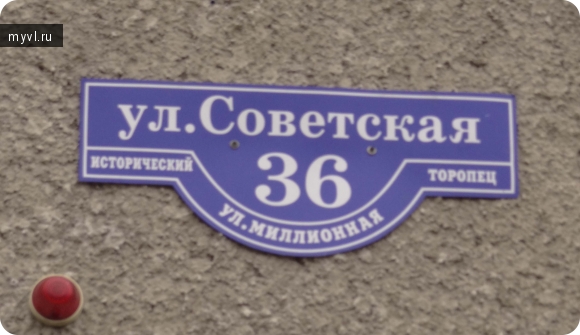 myvl.ru
ул.Советская
ИСТОРИЧЕСКИЙ
36
ТОРОПЕЦ
УЛ.МИЛЛИОННАЯ